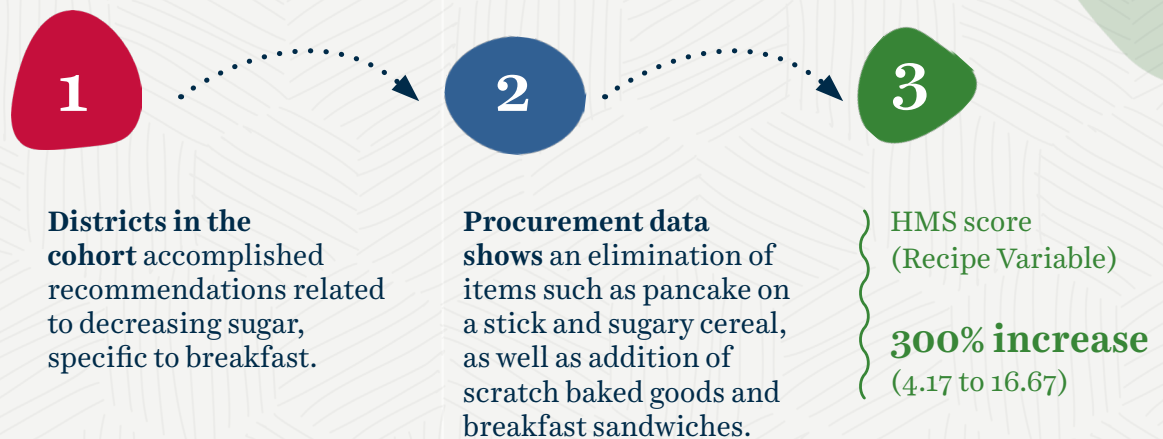 1
2
3
Districts in the
cohort accomplished
recommendations related
to decreasing sugar,
specific to breakfast.
Procurement data
shows an elimination of
items such as pancake on
a stick and sugary cereal,
as well as addition of
scratch baked goods and
breakfast sandwiches.
HMS score
(Recipe Variable)
300% increase
(4.17 to 16.67)